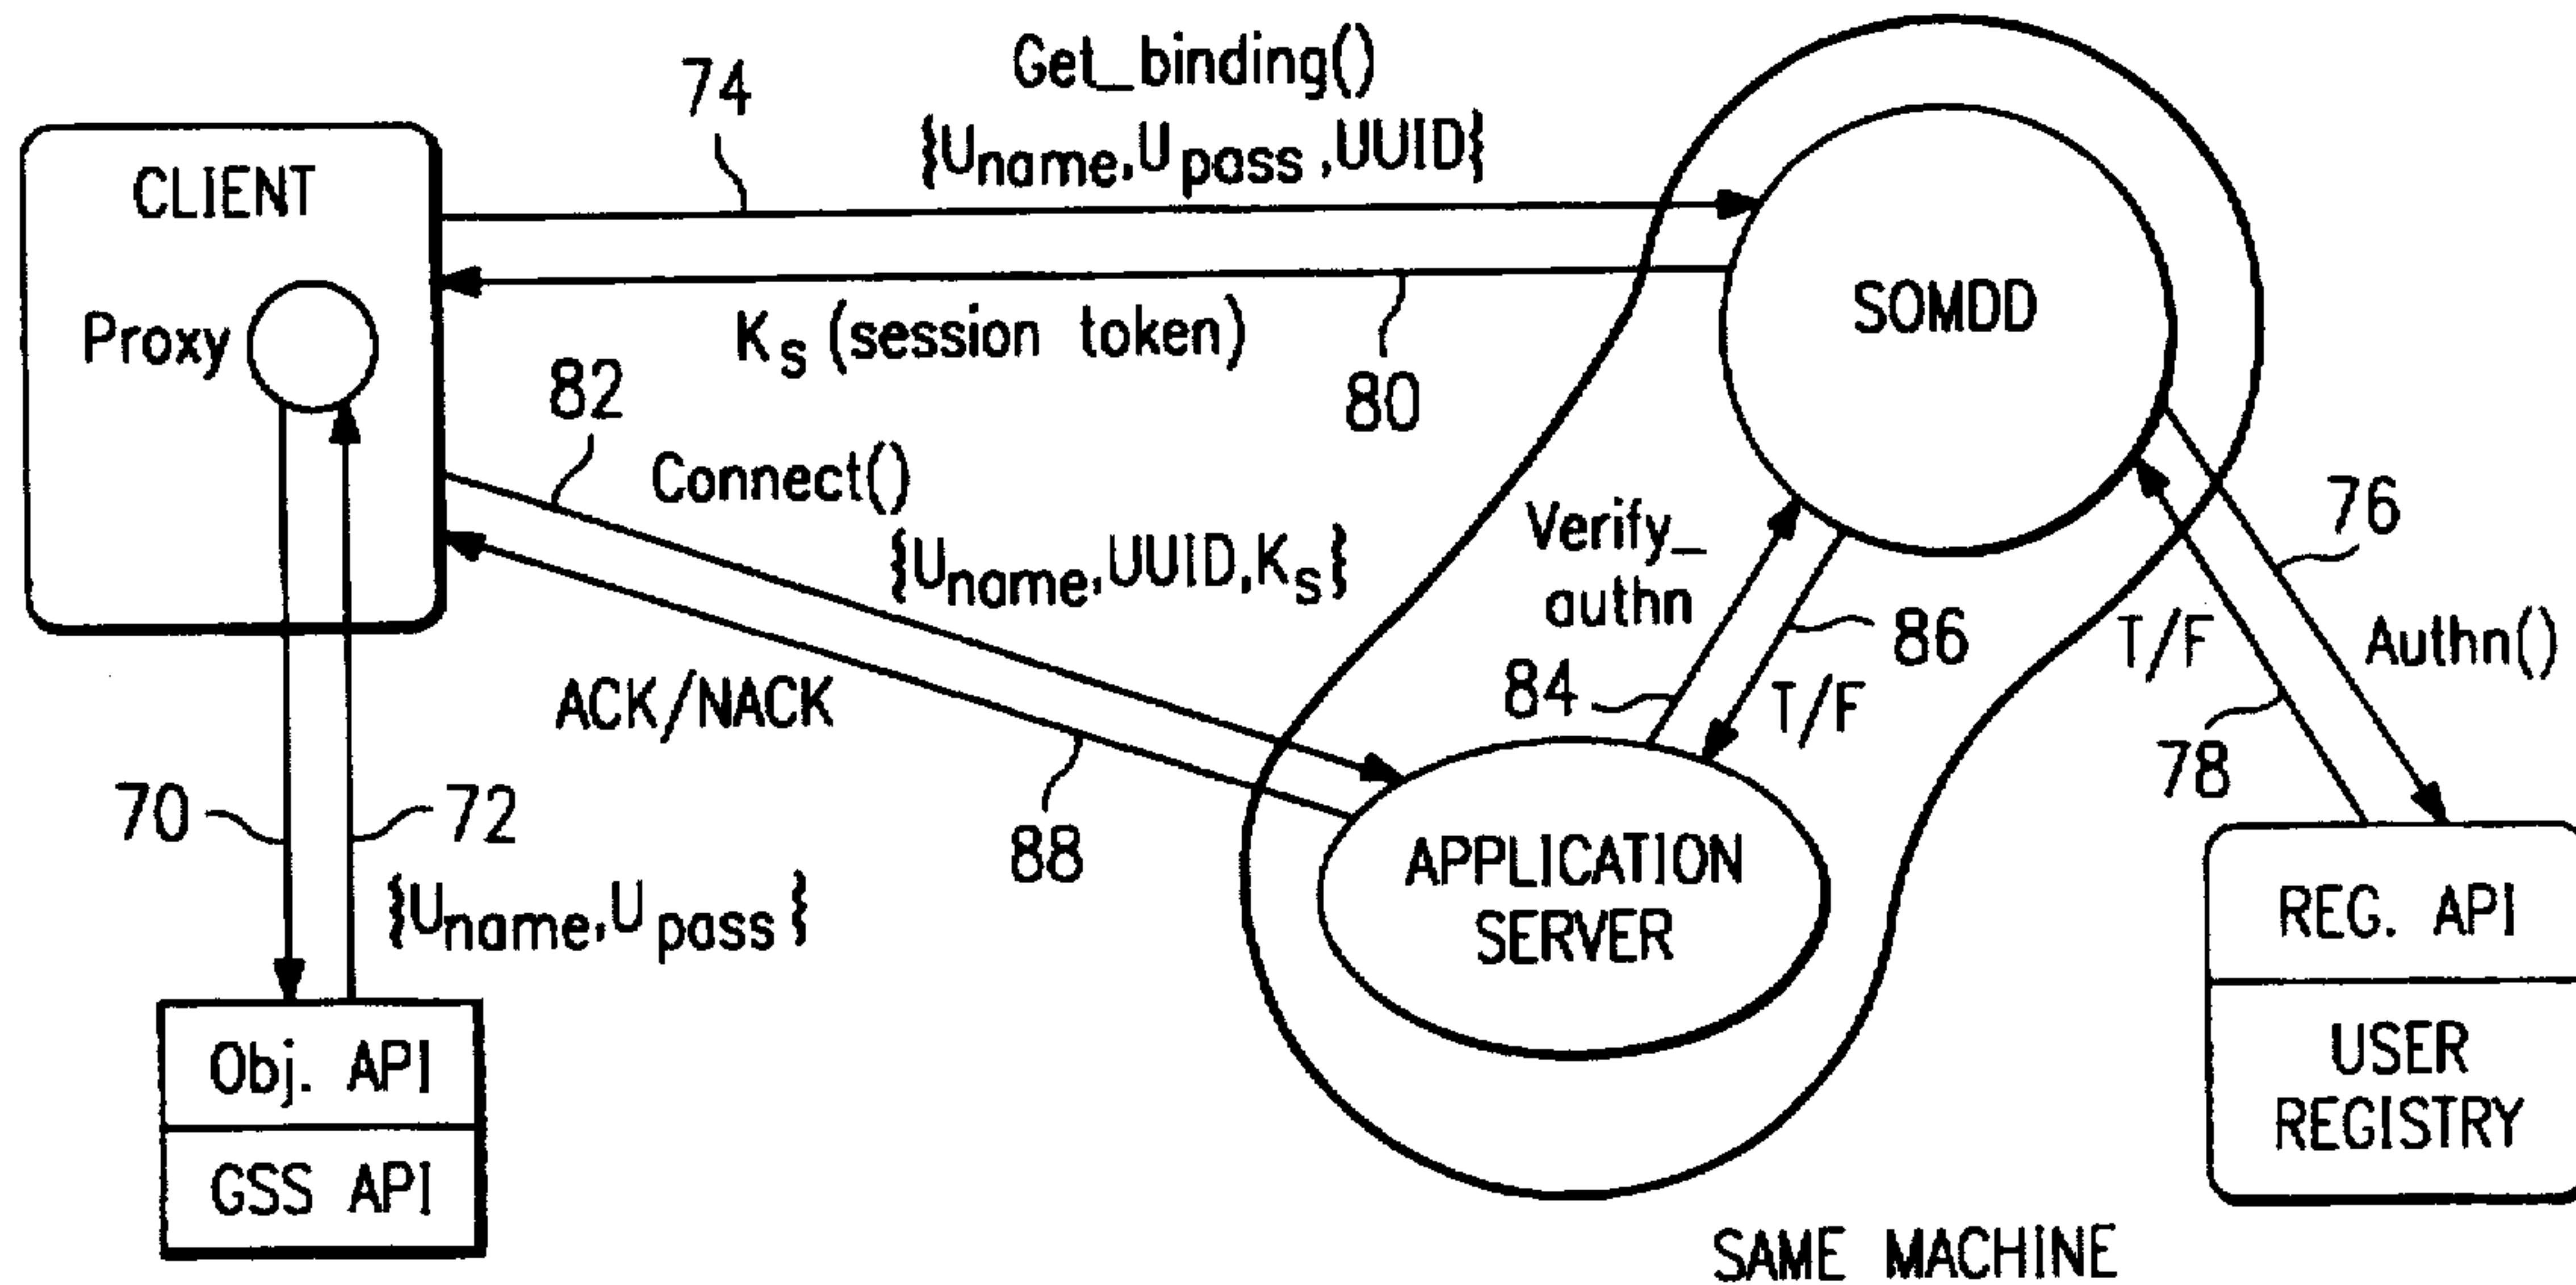 74
Get_binding()
{Uname,Upass,UUID}
CLIENT
Proxy
SOMDD
Ks (session token)
80
82
Connect()
{Uname,UUID,Ks}
Verify_
authn
76
84
86
T/F
T/F
Authn()
78
ACK/NACK
88
70
72
{Uname,Upass}
APPLICATION
SERVER
REG. API
USER
REGISTRY
Obj. API
GSS API
SAME MACHINE